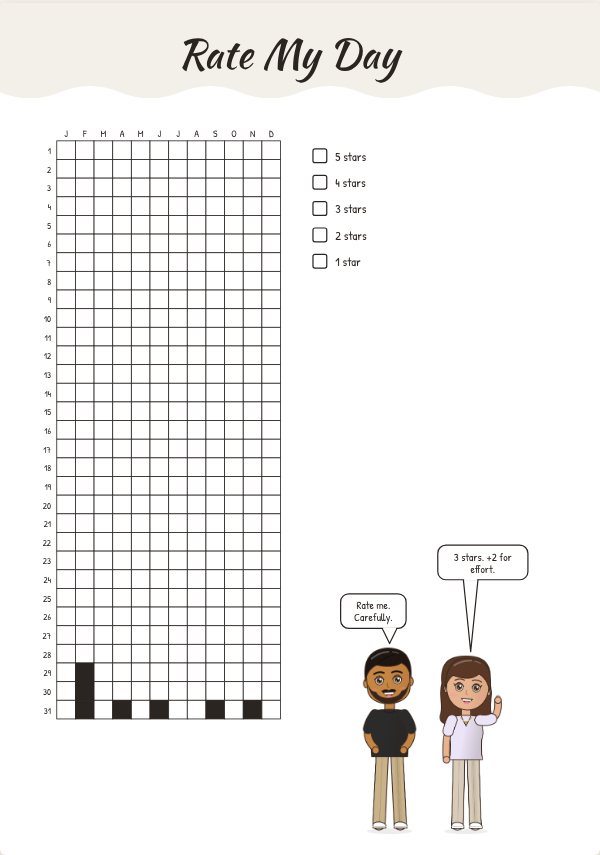 Rate My Day
J F M A M J J A S O N D
1
2
3
4
5
6
7
8
9
10
11
12
13
14
15
16
17
18
19
20
21
22
23
24
25
26
27
28
29
30
31
5 stars
4 stars
3 stars
2 stars
1 star
3 stars. +2 for
effort.
Rate me.
Carefully.